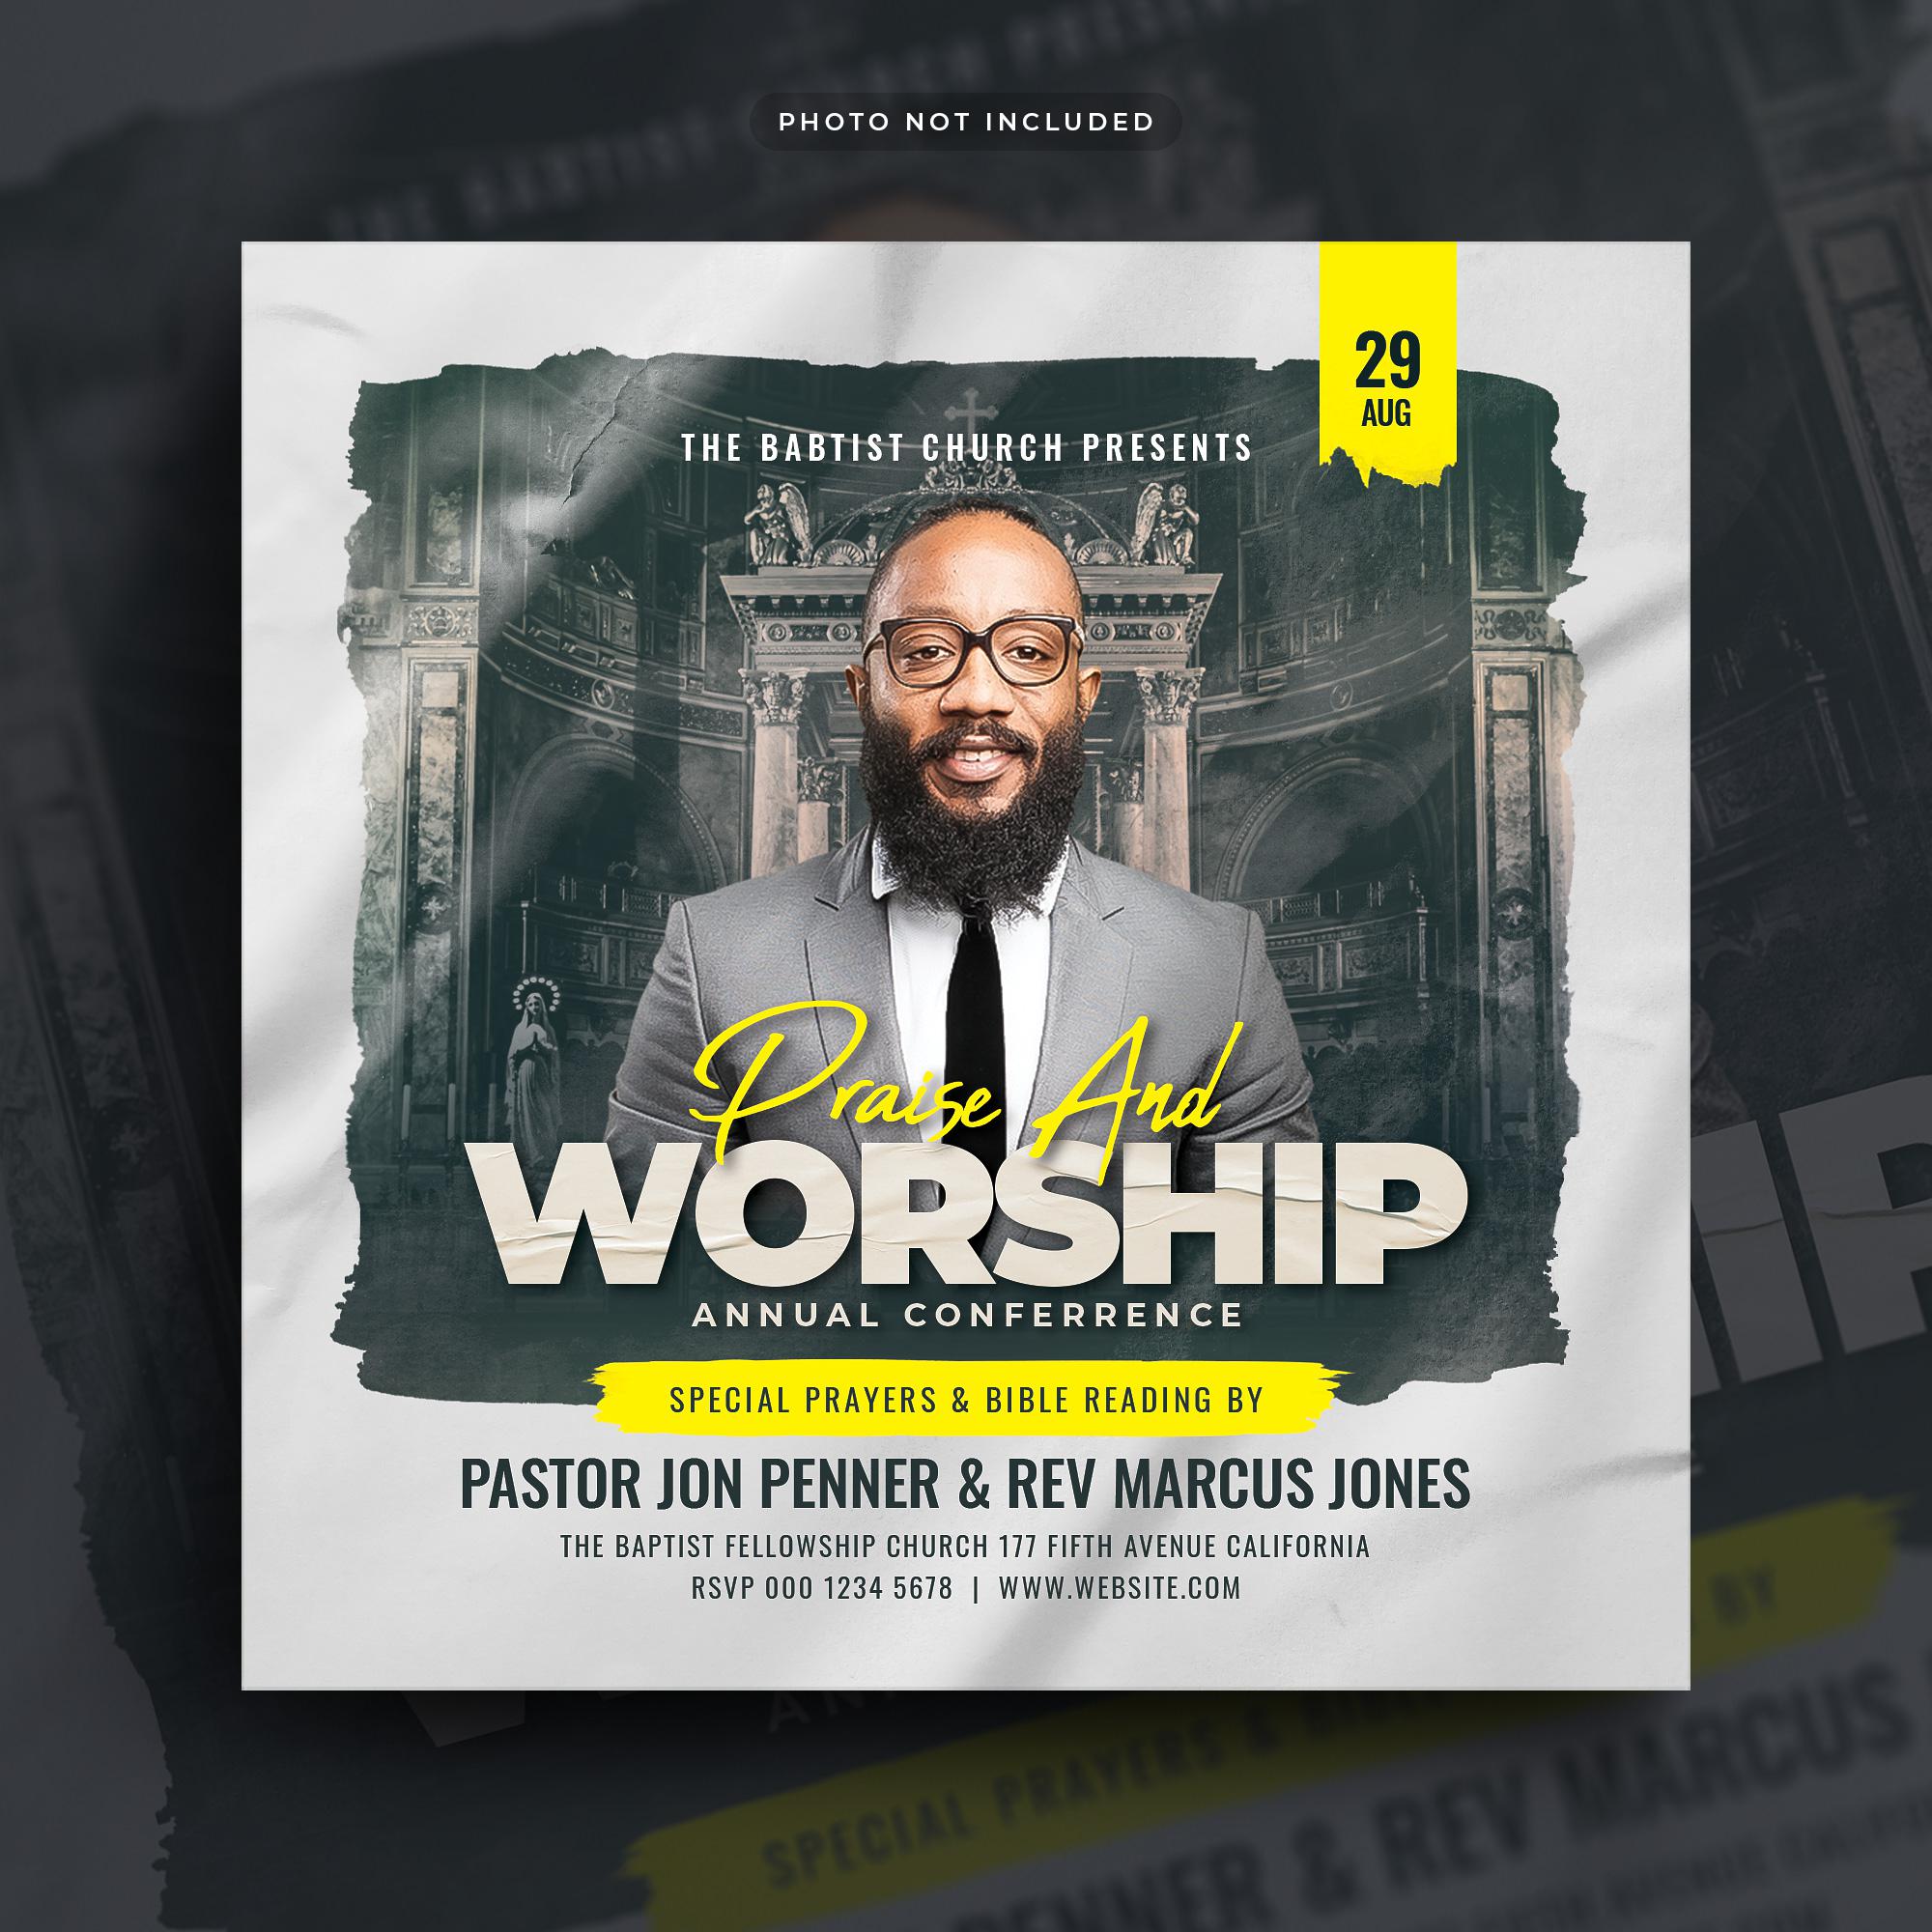 PHOTO NOT INCLUDED
29
AUG
THE BABTIST CHURCH PRESENTS
Praise And
WORSHIP
ANNUAL CONFERRENCE
SPECIAL PRAYERS & BIBLE READING BY
PASTOR JON PENNER & REV MARCUS JONES
THE BAPTIST FELLOWSHIP CHURCH 177 FIFTH AVENUE CALIFORNIA
RSVP 000 1234 5678 | WWW.WEBSITE.COM